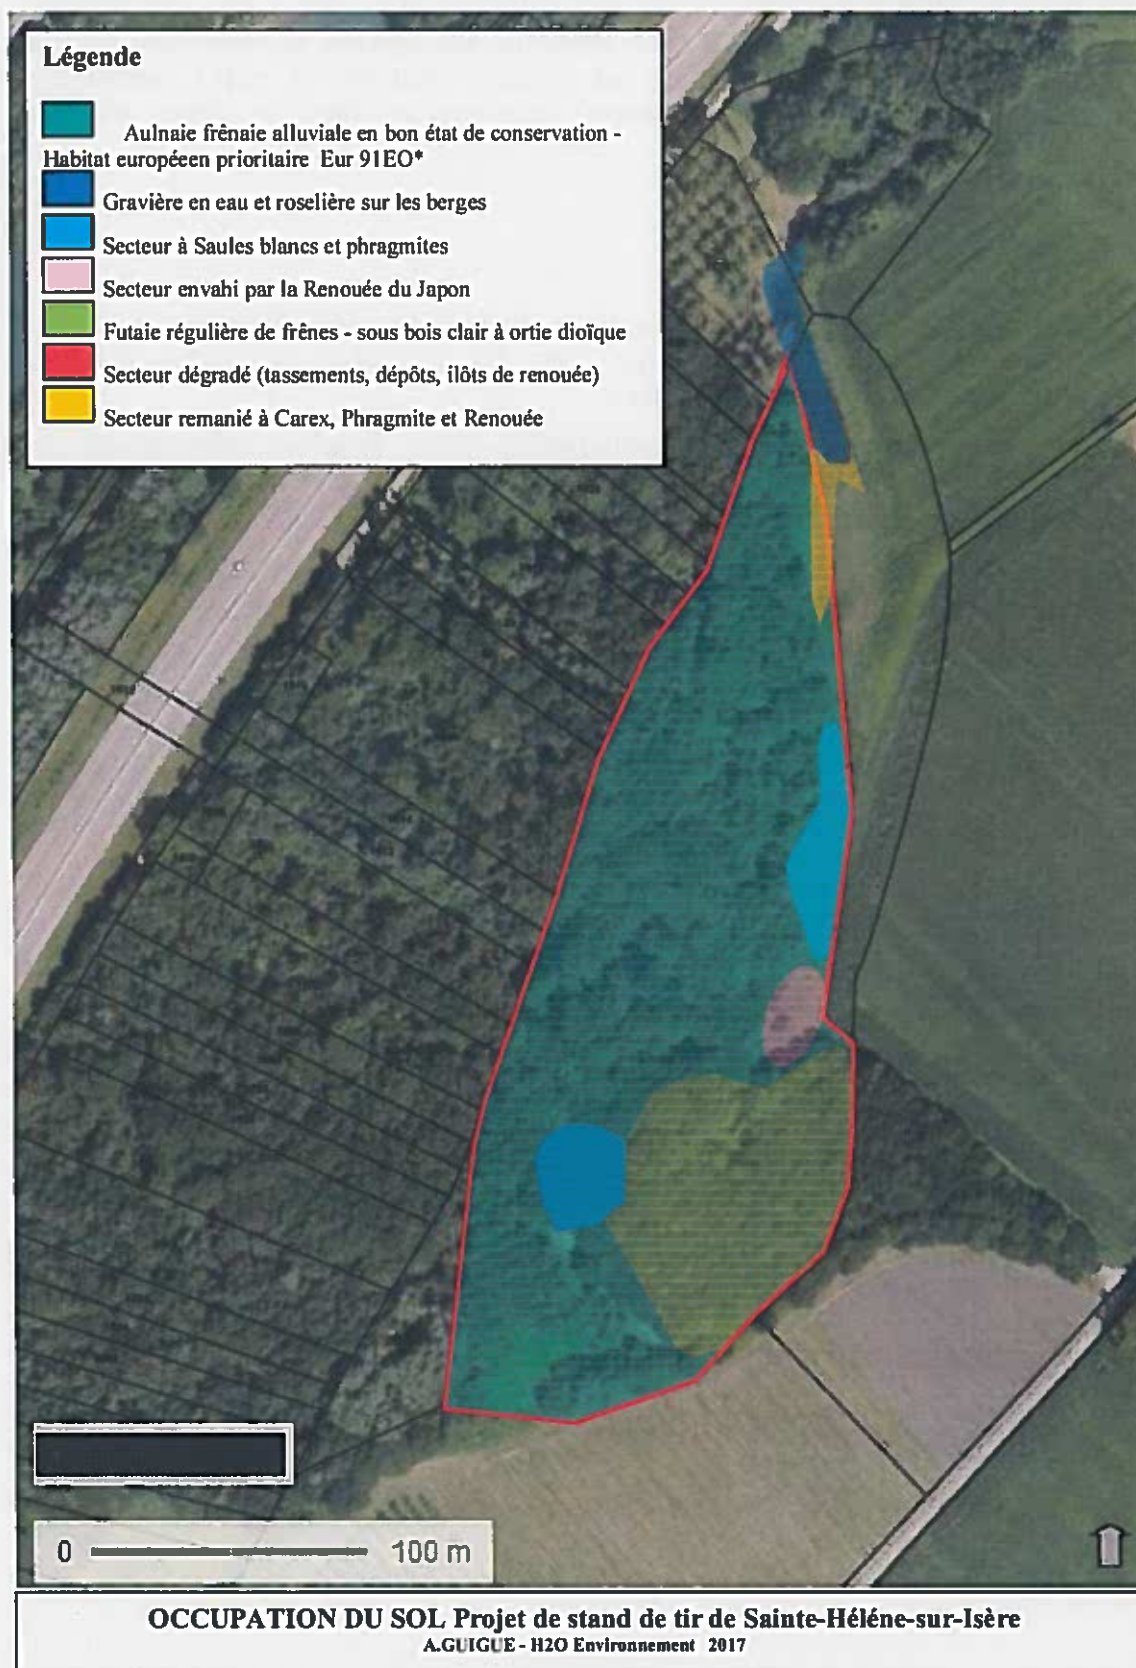 Légende
Aulnaie frênaie alluviale en bon état de conservation -
Habitat européeen prioritaire Eur 91EO*
Gravière en eau et roselière sur les berges
Secteur à Saules blancs et phragmites
Secteur envahi par la Renouée du Japon
Futaie régulière de frênes - sous bois clair à ortie dioïque
Secteur dégradé (tassements, dépôts, ilôts de renouée)
Secteur remanié à Carex, Phragmite et Renouée
0 100 m
OCCUPATION DU SOL Projet de stand de tir de Sainte-Héléne-sur-Isère
A.GUIGUE - H2O Environnement 2017